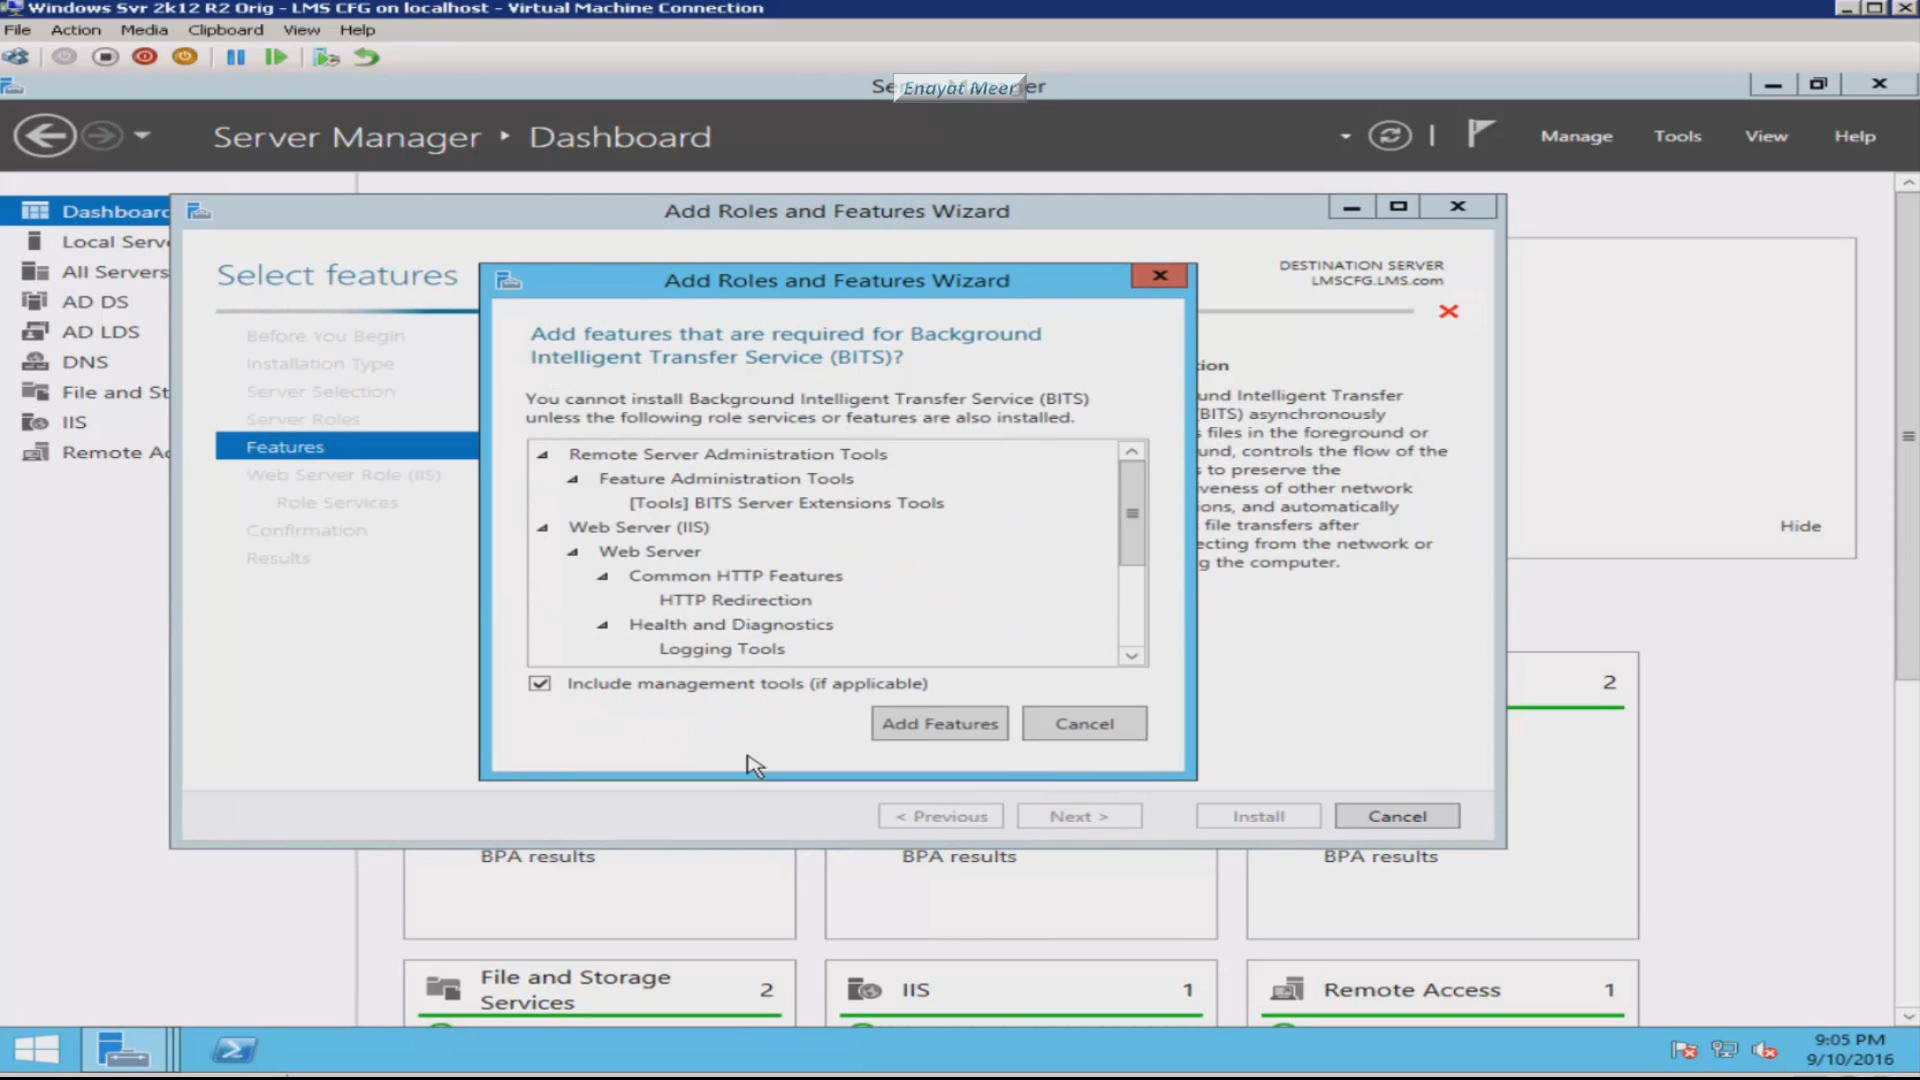 Windows Svr 2k12 R2 Orig - LMS CFG on localhost - Virtual Machine Connection
File Action Media Clipboard View Help
Enayat Meer
Server Manager • Dashboard
Manage Tools View Help
Dashboard
Local Serv
All Servers
AD DS
AD LDS
DNS
File and St
IIS
Remote Ac
Add Roles and Features Wizard
Select features
DESTINATION SERVER
LMSCFG.LMS.com
Before You Begin
Installation Type
Server Selection
Server Roles
Features
Web Server Role (IIS)
Role Services
Confirmation
Results
Add Roles and Features Wizard
Add features that are required for Background
Intelligent Transfer Service (BITS)?
You cannot install Background Intelligent Transfer Service (BITS)
unless the following role services or features are also installed.
Remote Server Administration Tools
Feature Administration Tools
[Tools] BITS Server Extensions Tools
Web Server (IIS)
Web Server
Common HTTP Features
HTTP Redirection
Health and Diagnostics
Logging Tools
Include management tools (if applicable)
Add Features
Cancel
ion
und Intelligent Transfer
(BITS) asynchronously
s files in the foreground or
und, controls the flow of the
s to preserve the
veness of other network
ons, and automatically
file transfers after
ecting from the network or
g the computer.
Hide
2
< Previous
Next >
Install
Cancel
BPA results
BPA results
BPA results
File and Storage
Services
2
IIS
1
Remote Access
1
9:05 PM
9/10/2016